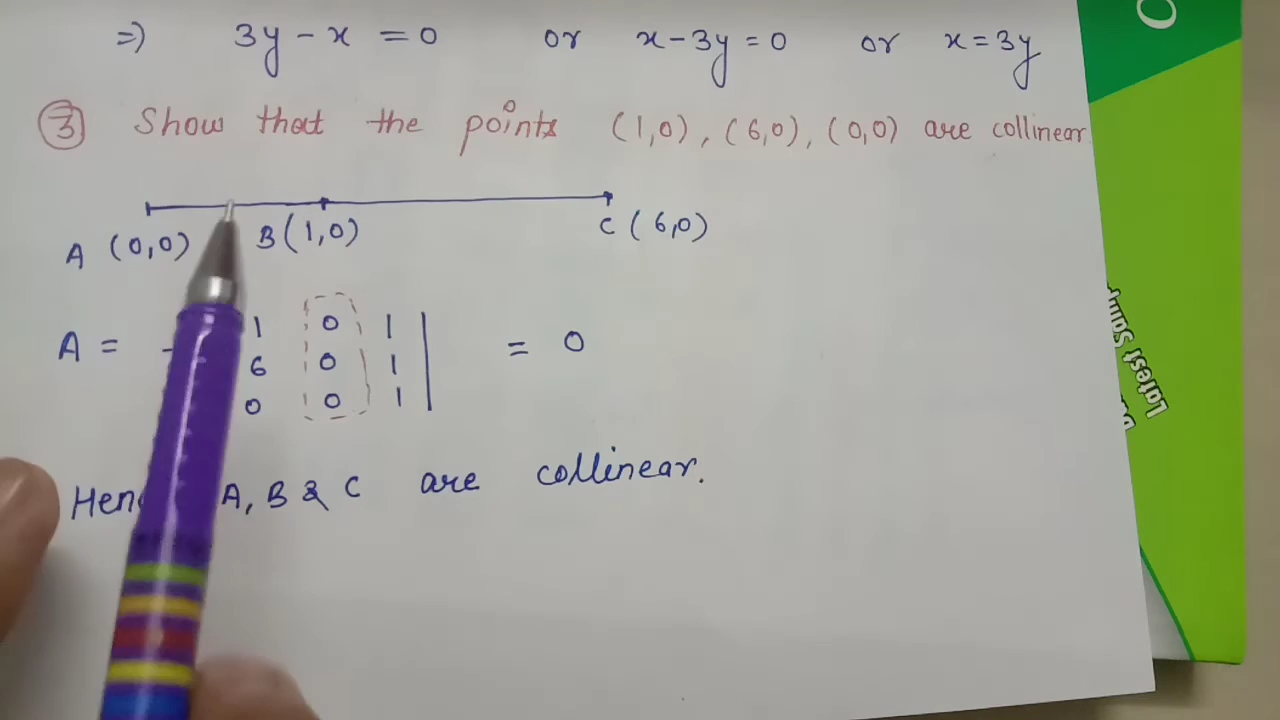 =) 3y - x = 0 or x - 3y = 0 or x = 3y
③ Show that the points (1,0), (6,0), (0,0) are collinear
A (0,0) B (1,0) C (6,0)
1 0 1
A = 6 0 1 = 0
0 0 1
A, B & C are collinear.
Latest Samp